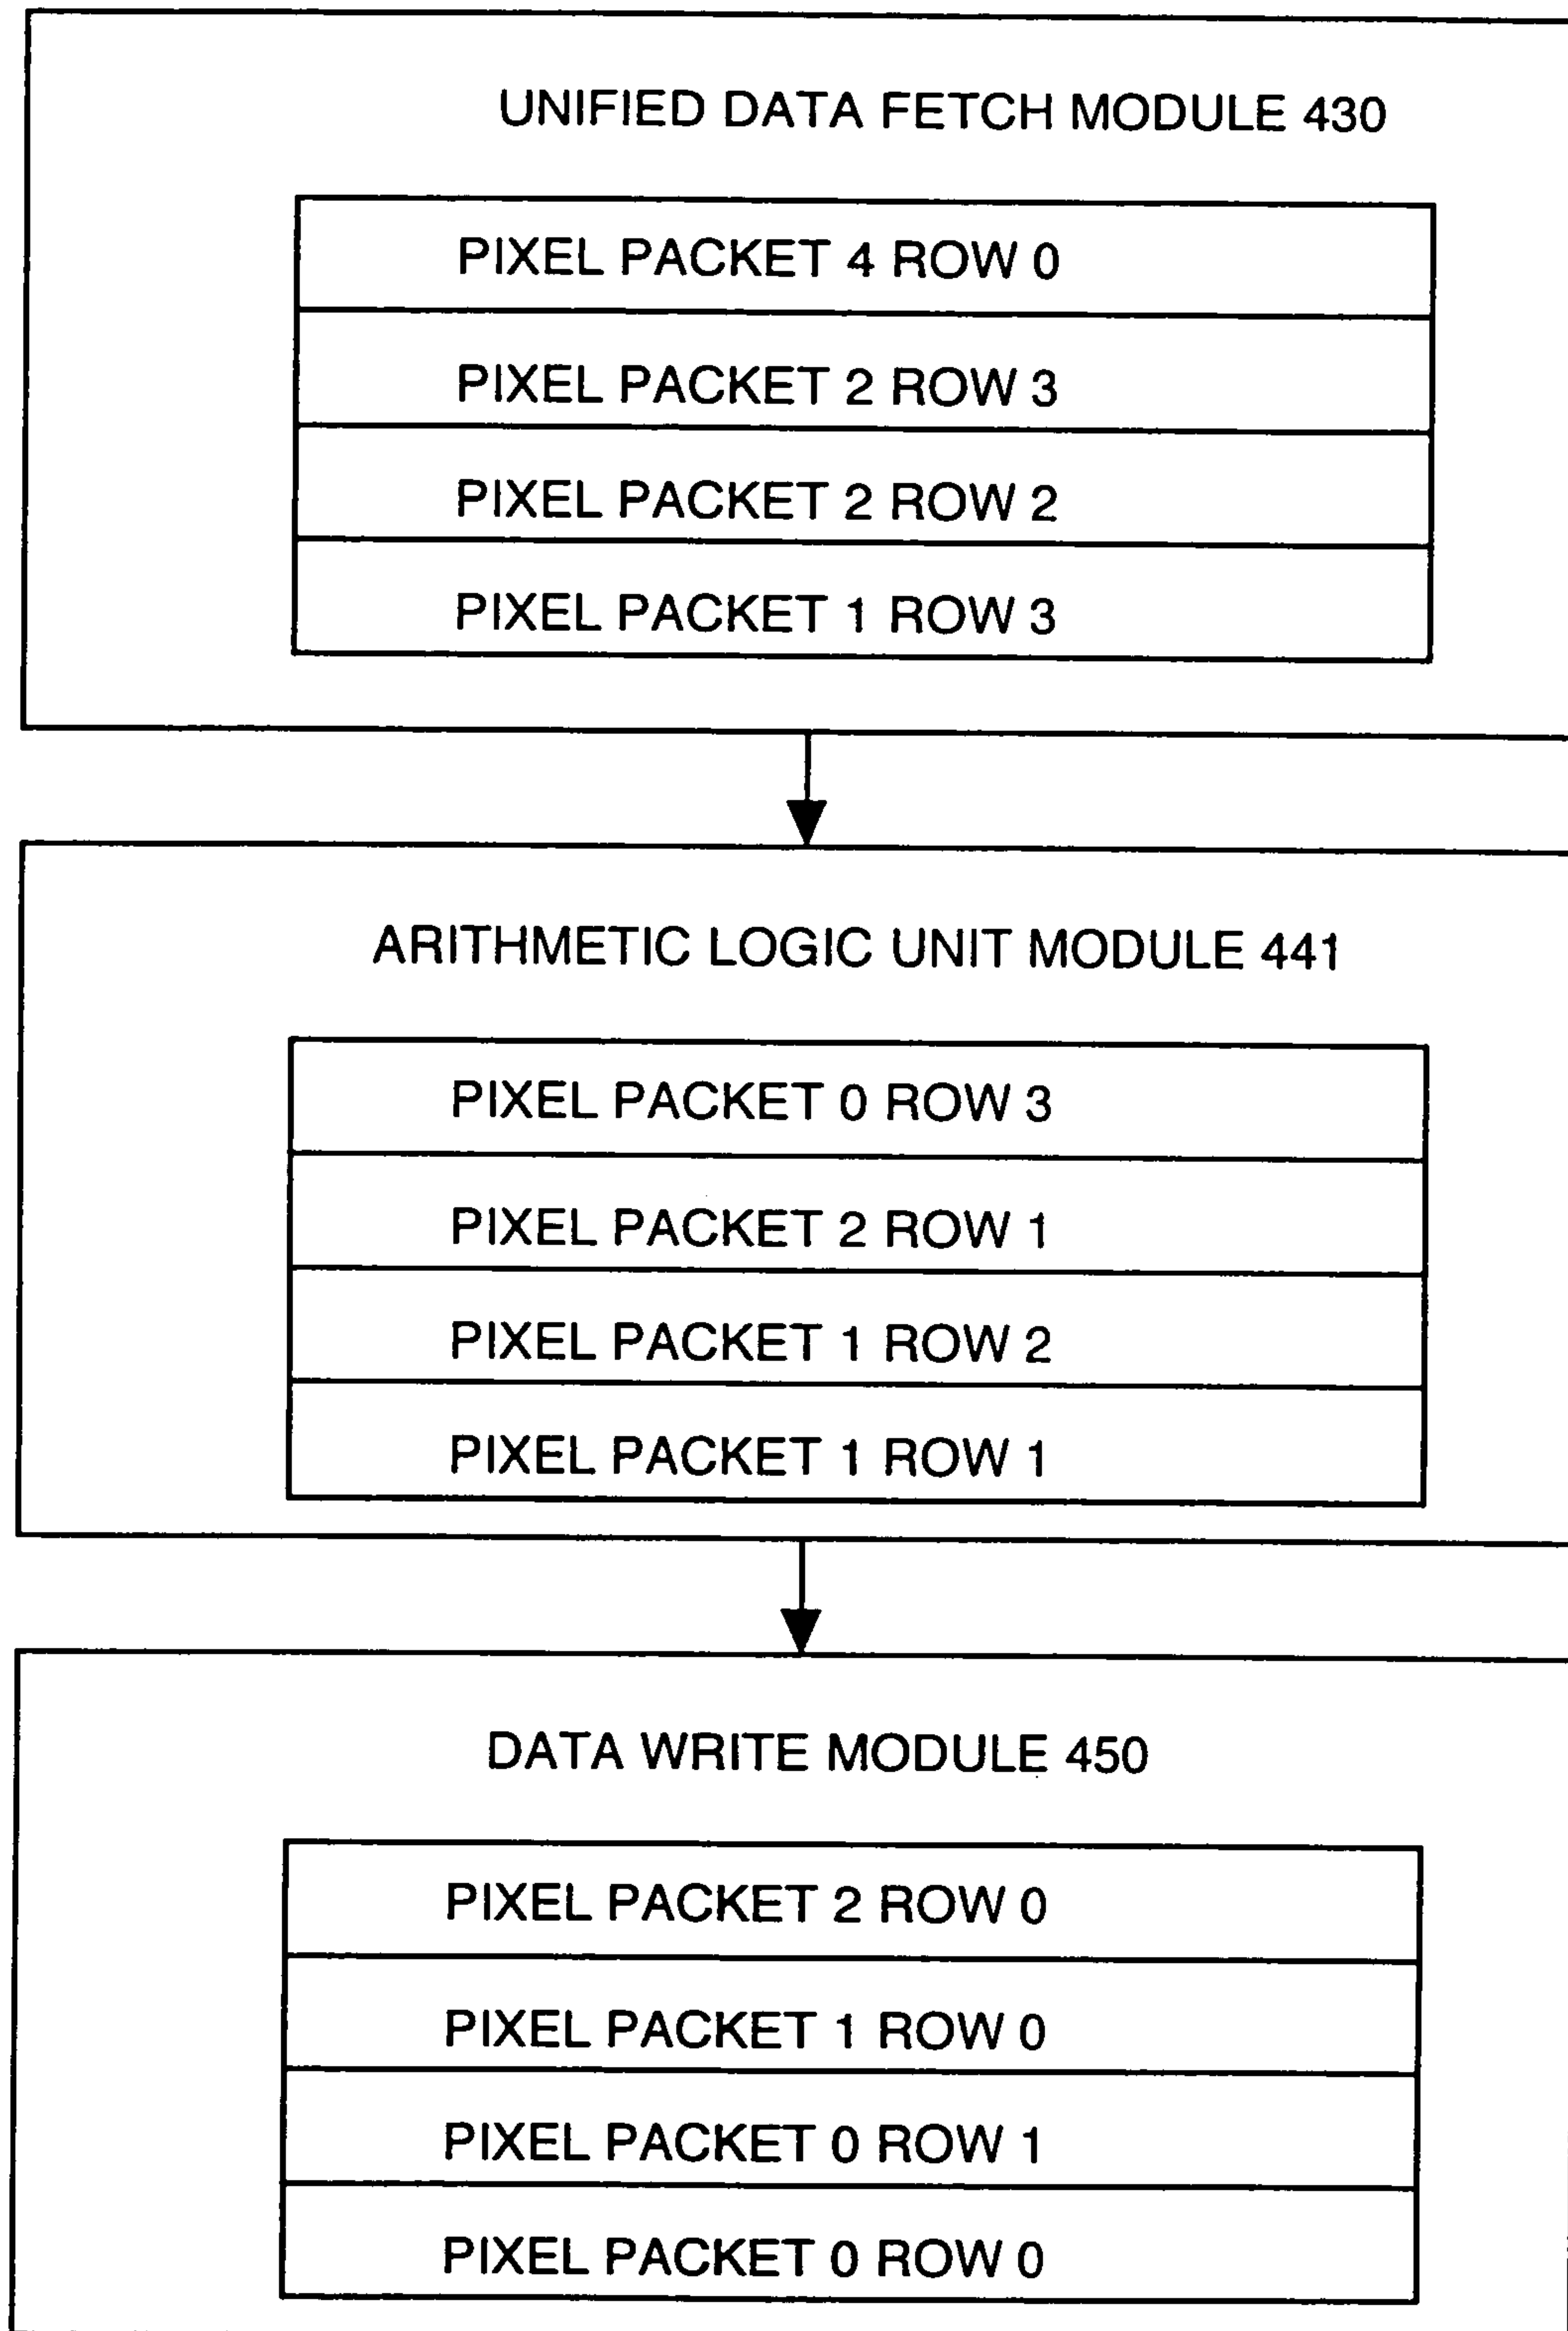 UNIFIED DATA FETCH MODULE 430
PIXEL PACKET 4 ROW 0
PIXEL PACKET 2 ROW 3
PIXEL PACKET 2 ROW 2
PIXEL PACKET 1 ROW 3
ARITHMETIC LOGIC UNIT MODULE 441
PIXEL PACKET 0 ROW 3
PIXEL PACKET 2 ROW 1
PIXEL PACKET 1 ROW 2
PIXEL PACKET 1 ROW 1
DATA WRITE MODULE 450
PIXEL PACKET 2 ROW 0
PIXEL PACKET 1 ROW 0
PIXEL PACKET 0 ROW 1
PIXEL PACKET 0 ROW 0